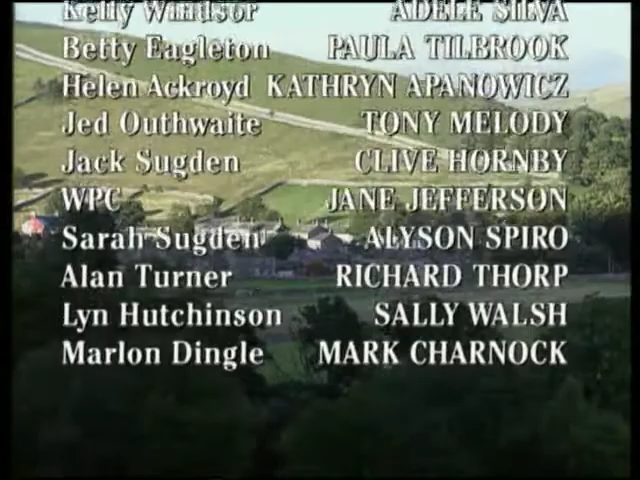 Kelly Windsor ADELE SILVA
Betty Eagleton PAULA TILBROOK
Helen Ackroyd KATHRYN APANOWICZ
Jed Outhwaite TONY MELODY
Jack Sugden CLIVE HORNBY
WPC JANE JEFFERSON
Sarah Sugden ALYSON SPIRO
Alan Turner RICHARD THORP
Lyn Hutchinson SALLY WALSH
Marlon Dingle MARK CHARNOCK